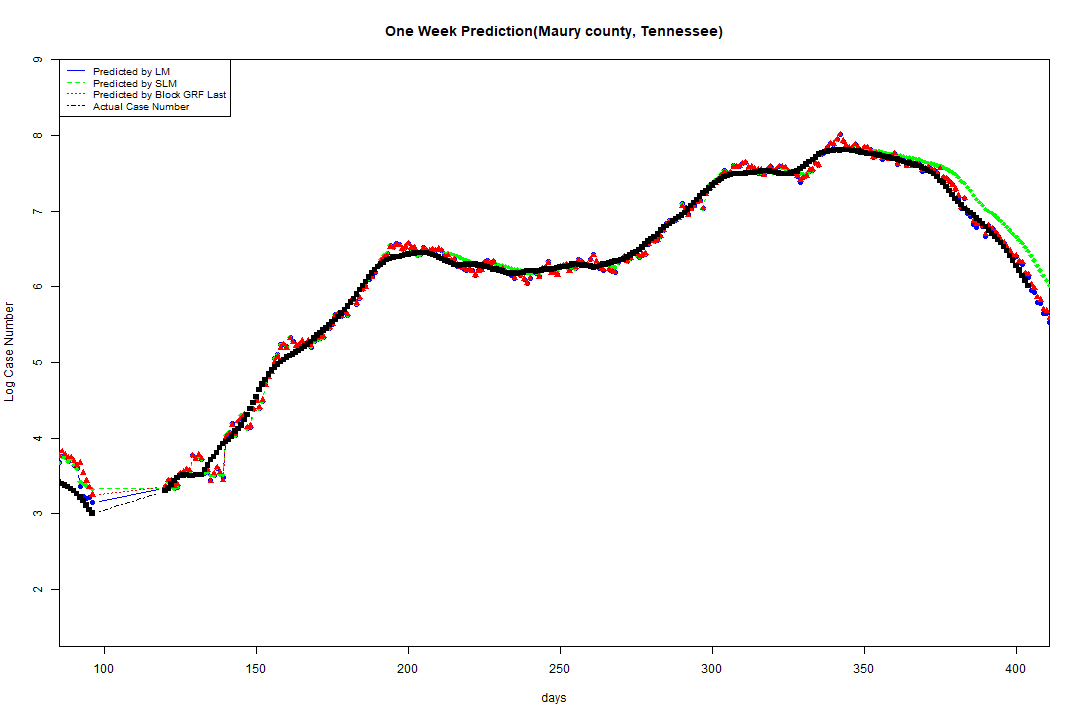 One Week Prediction(Maury county, Tennessee)
Predicted by LM
Predicted by SLM
Predicted by Block GRF Last
Actual Case Number
Log Case Number
9
8
7
6
5
4
3
2
100 150 200 250 300 350 400
days